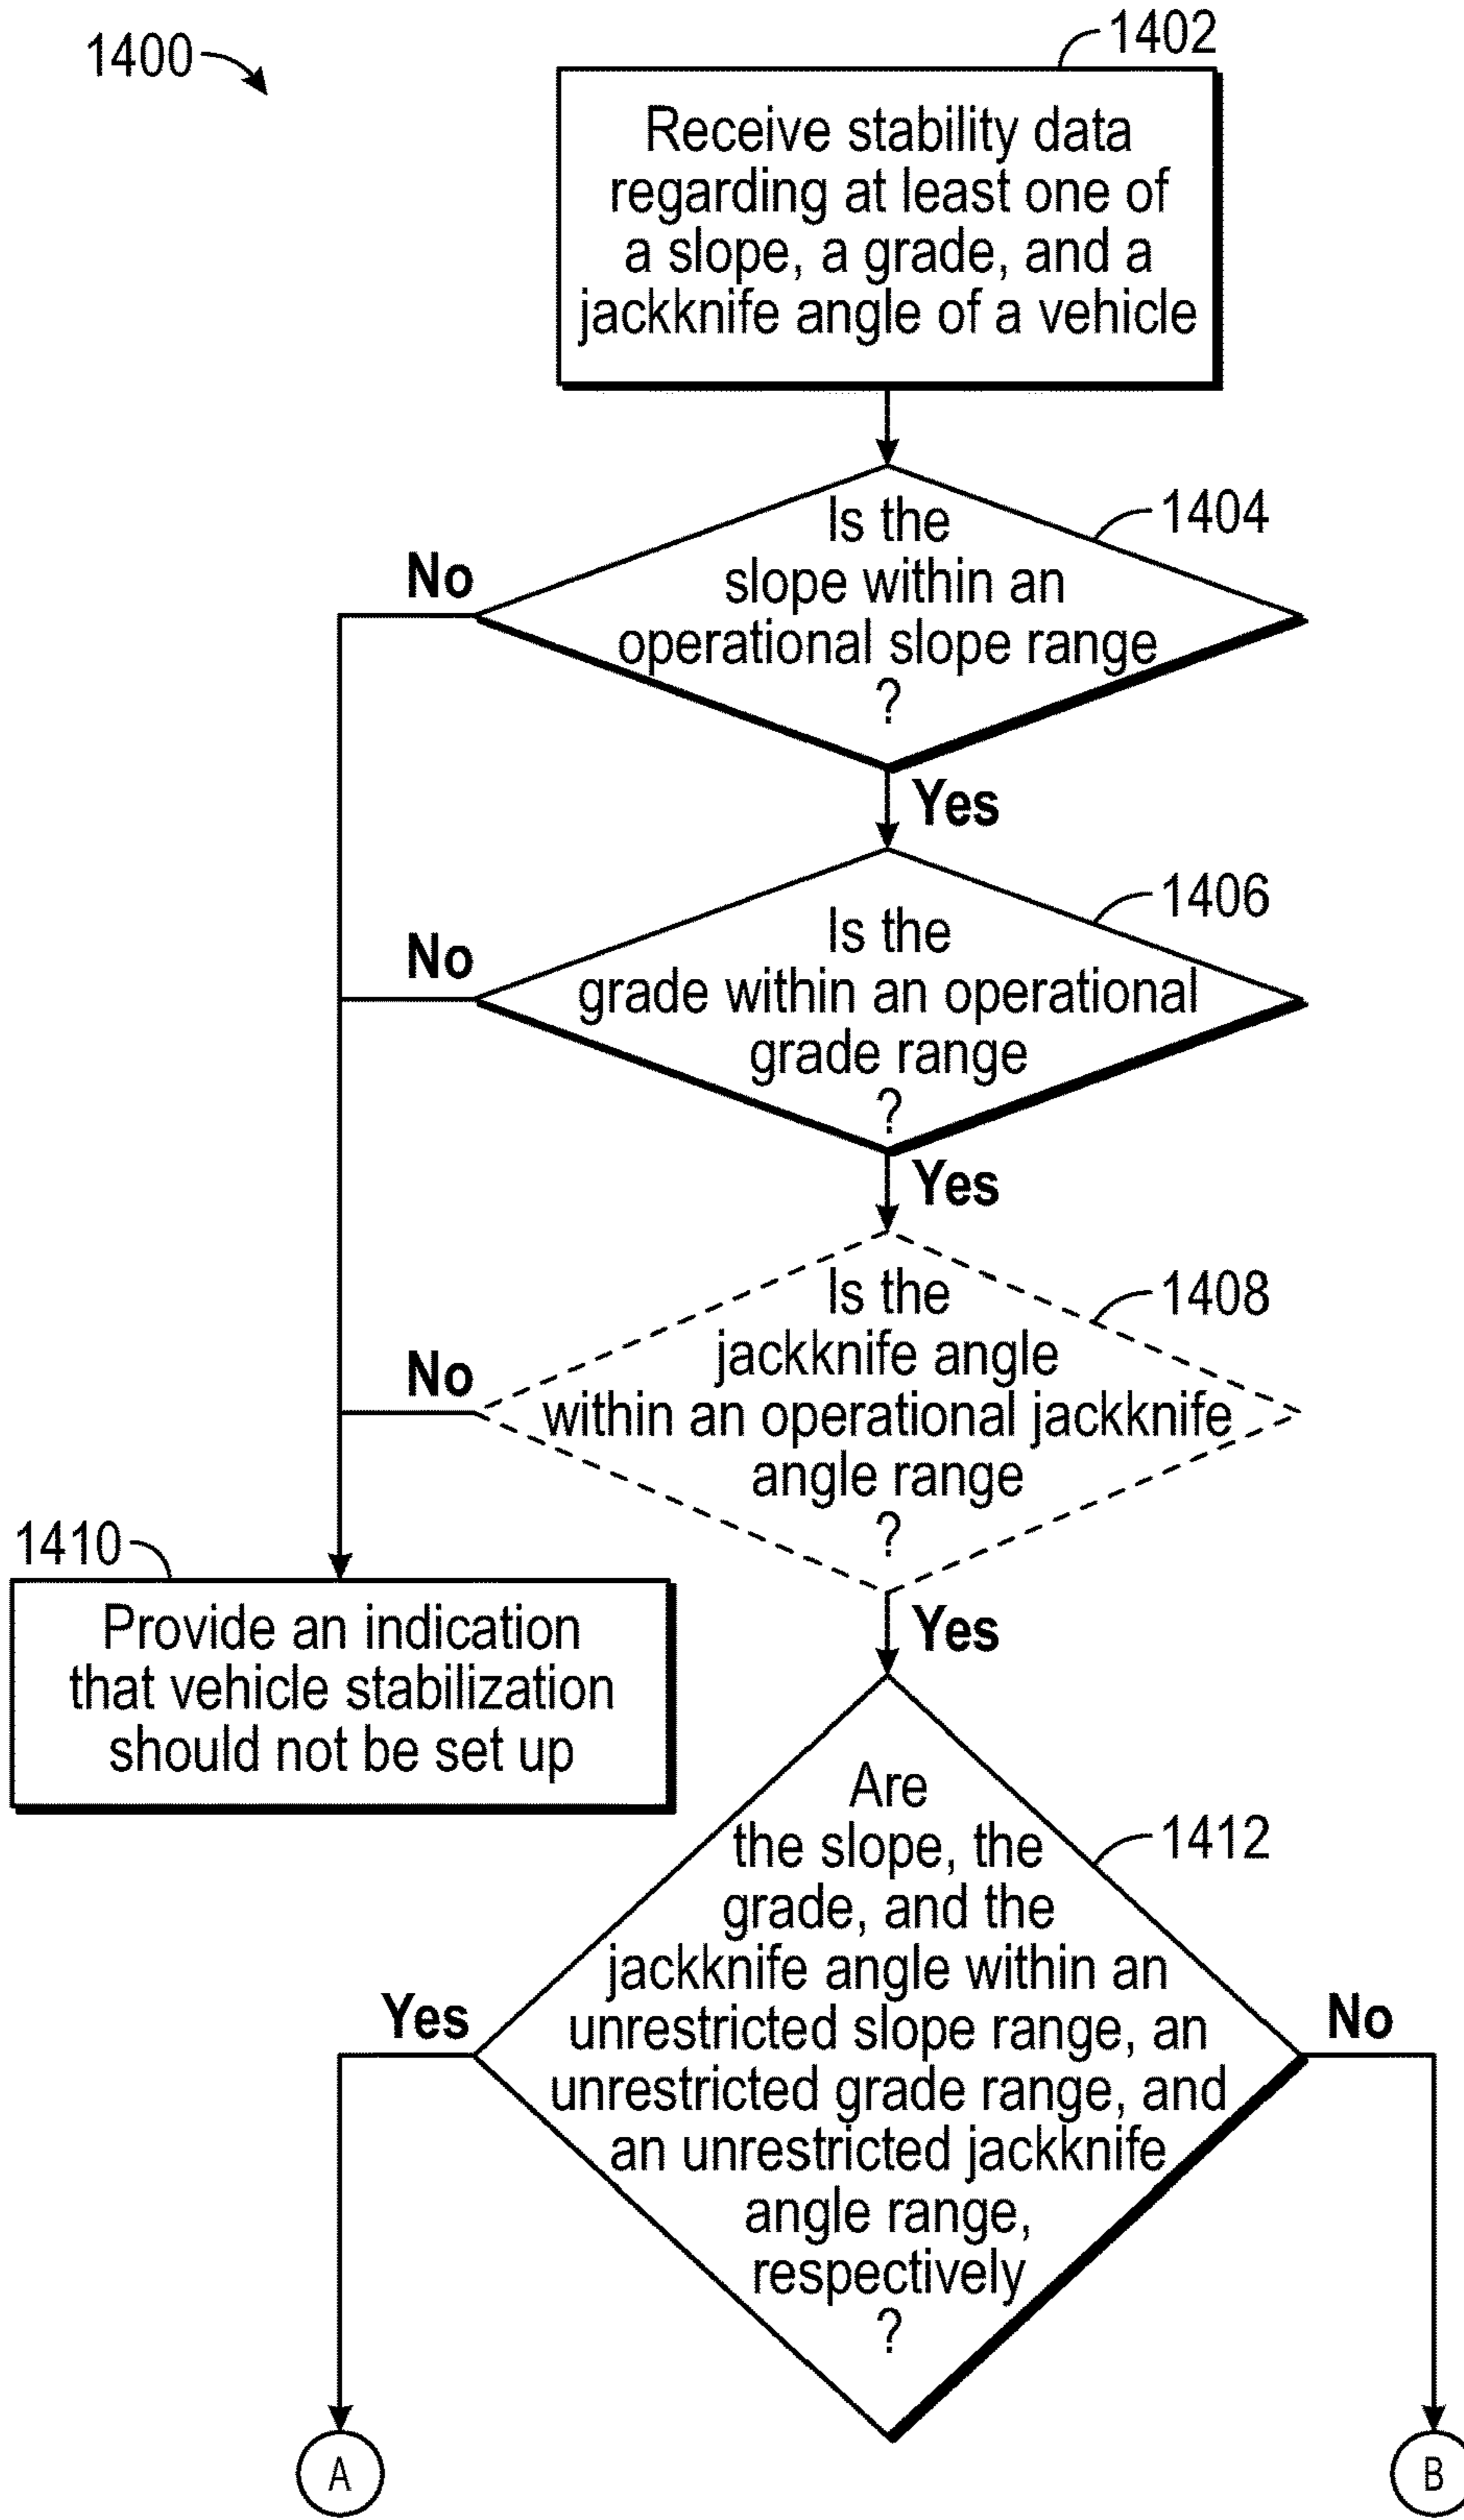 1400
1402
Receive stability data
regarding at least one of
a slope, a grade, and a
jackknife angle of a vehicle
1404
Is the
slope within an
operational slope range
?
No
Yes
1406
Is the
grade within an operational
grade range
?
No
Yes
1408
Is the
jackknife angle
within an operational jackknife
angle range
?
No
Yes
1410
Provide an indication
that vehicle stabilization
should not be set up
1412
Are
the slope, the
grade, and the
jackknife angle within an
unrestricted slope range, an
unrestricted grade range, and
an unrestricted jackknife
angle range,
respectively
?
Yes
No
A
B